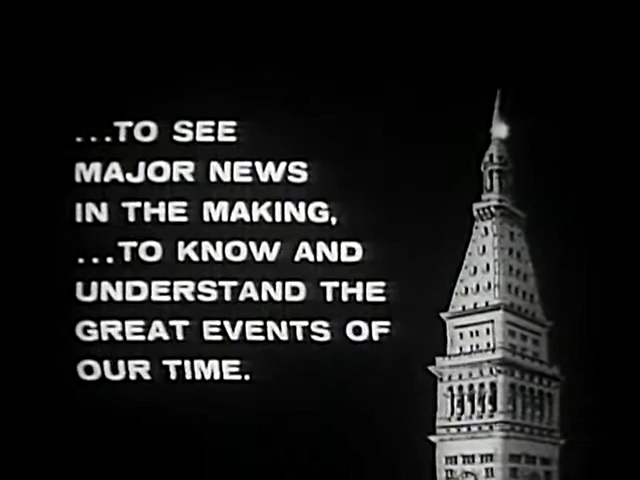 ...TO SEE
MAJOR NEWS
IN THE MAKING,
...TO KNOW AND
UNDERSTAND THE
GREAT EVENTS OF
OUR TIME.